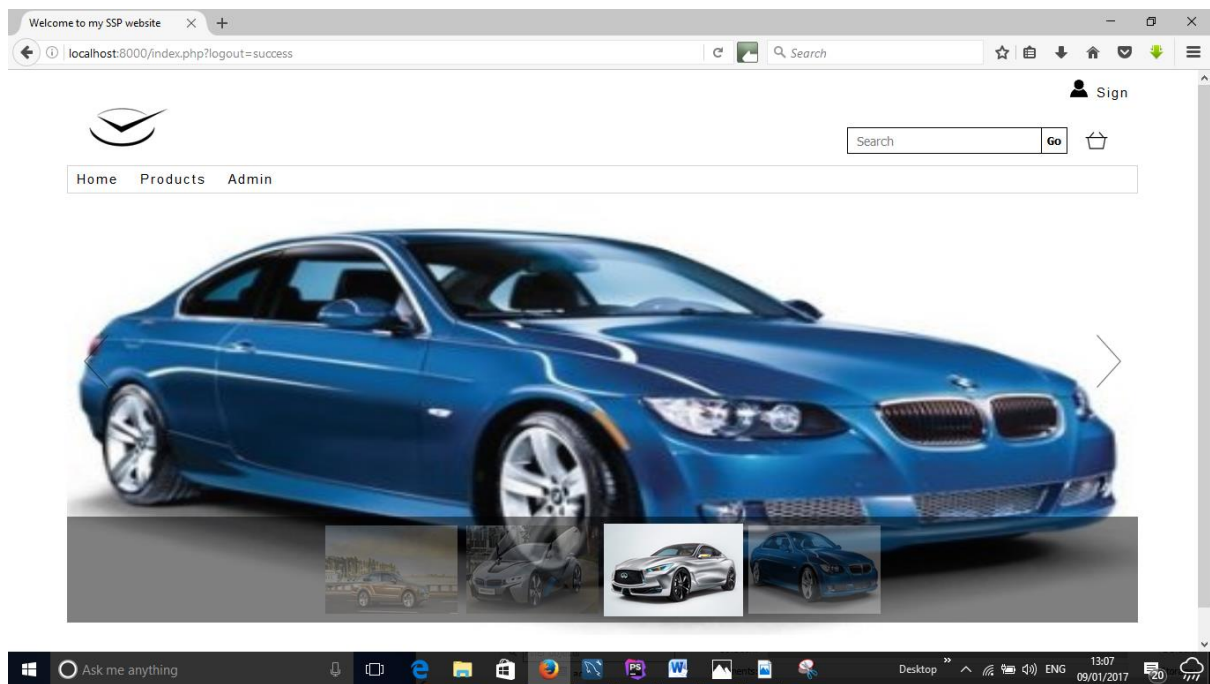 Welcome to my SSP website
localhost:8000/index.php?logout=success
Search
Sign
Search
Go
Home Products Admin
Ask me anything
Desktop
ENG
13:07
09/01/2017
20